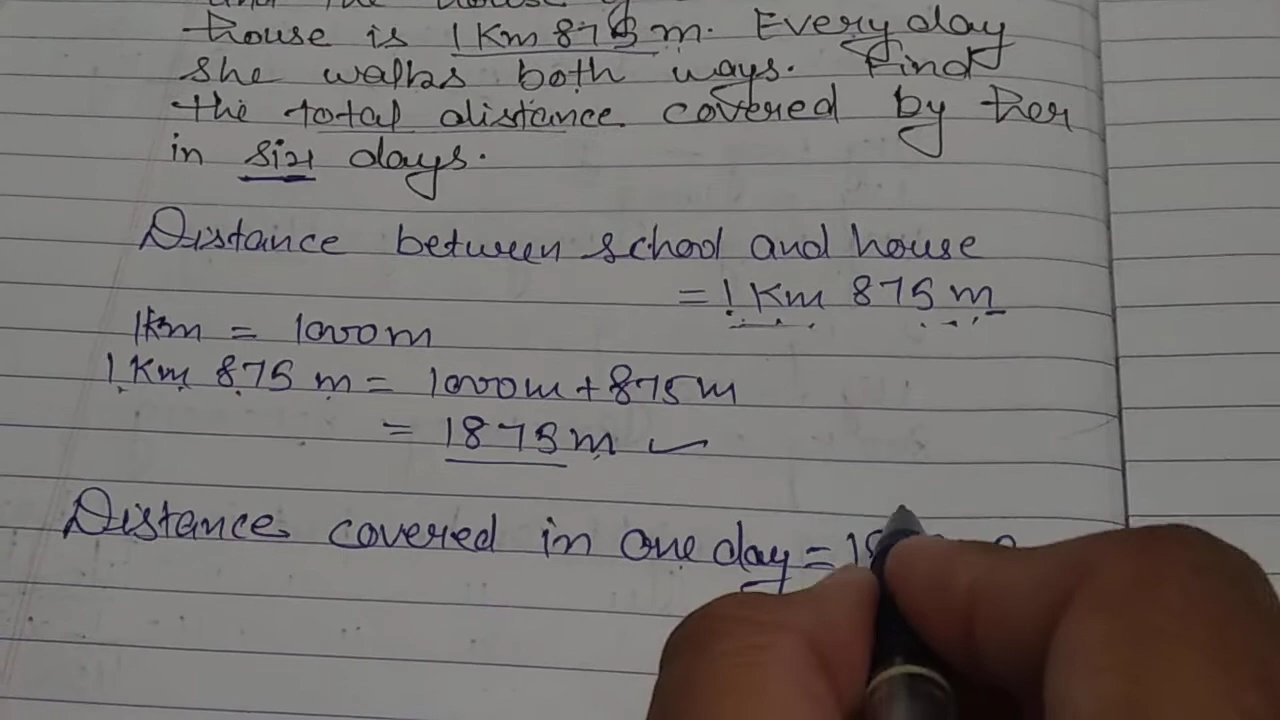 house is 1 Km 875 m. Every day
she walks both ways. Find
the total distance covered by her
in six days.
Distance between school and house
= 1 Km 875 m
1km = 1000m
1 Km 875 m = 1000m + 875m
= 1875m ✓
Distance covered in one day =